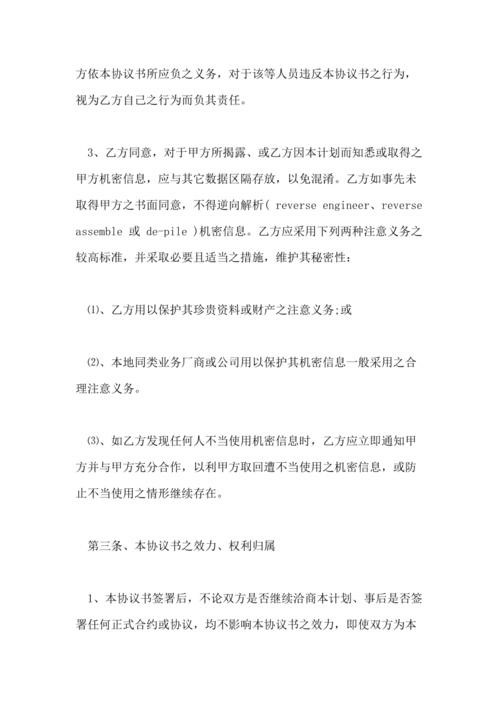 方依本协议书所应负之义务，对于该等人员违反本协议书之行为，
视为乙方自己之行为而负其责任。
3、乙方同意，对于甲方所揭露、或乙方因本计划而知悉或取得之
甲方机密信息，应与其它数据区隔存放，以免混淆。乙方如事先未
取得甲方之书面同意，不得逆向解析( reverse engineer、reverse
assemble 或 de-pile )机密信息。乙方应采用下列两种注意义务之
较高标准，并采取必要且适当之措施，维护其秘密性：
⑴、乙方用以保护其珍贵资料或财产之注意义务;或
⑵、本地同类业务厂商或公司用以保护其机密信息一般采用之合
理注意义务。
⑶、如乙方发现任何人不当使用机密信息时，乙方应立即通知甲
方并与甲方充分合作，以利甲方取回遭不当使用之机密信息，或防
止不当使用之情形继续存在。
第三条、本协议书之效力、权利归属
1、本协议书签署后，不论双方是否继续洽商本计划、事后是否签
署任何正式合约或协议，均不影响本协议书之效力，即使双方为本